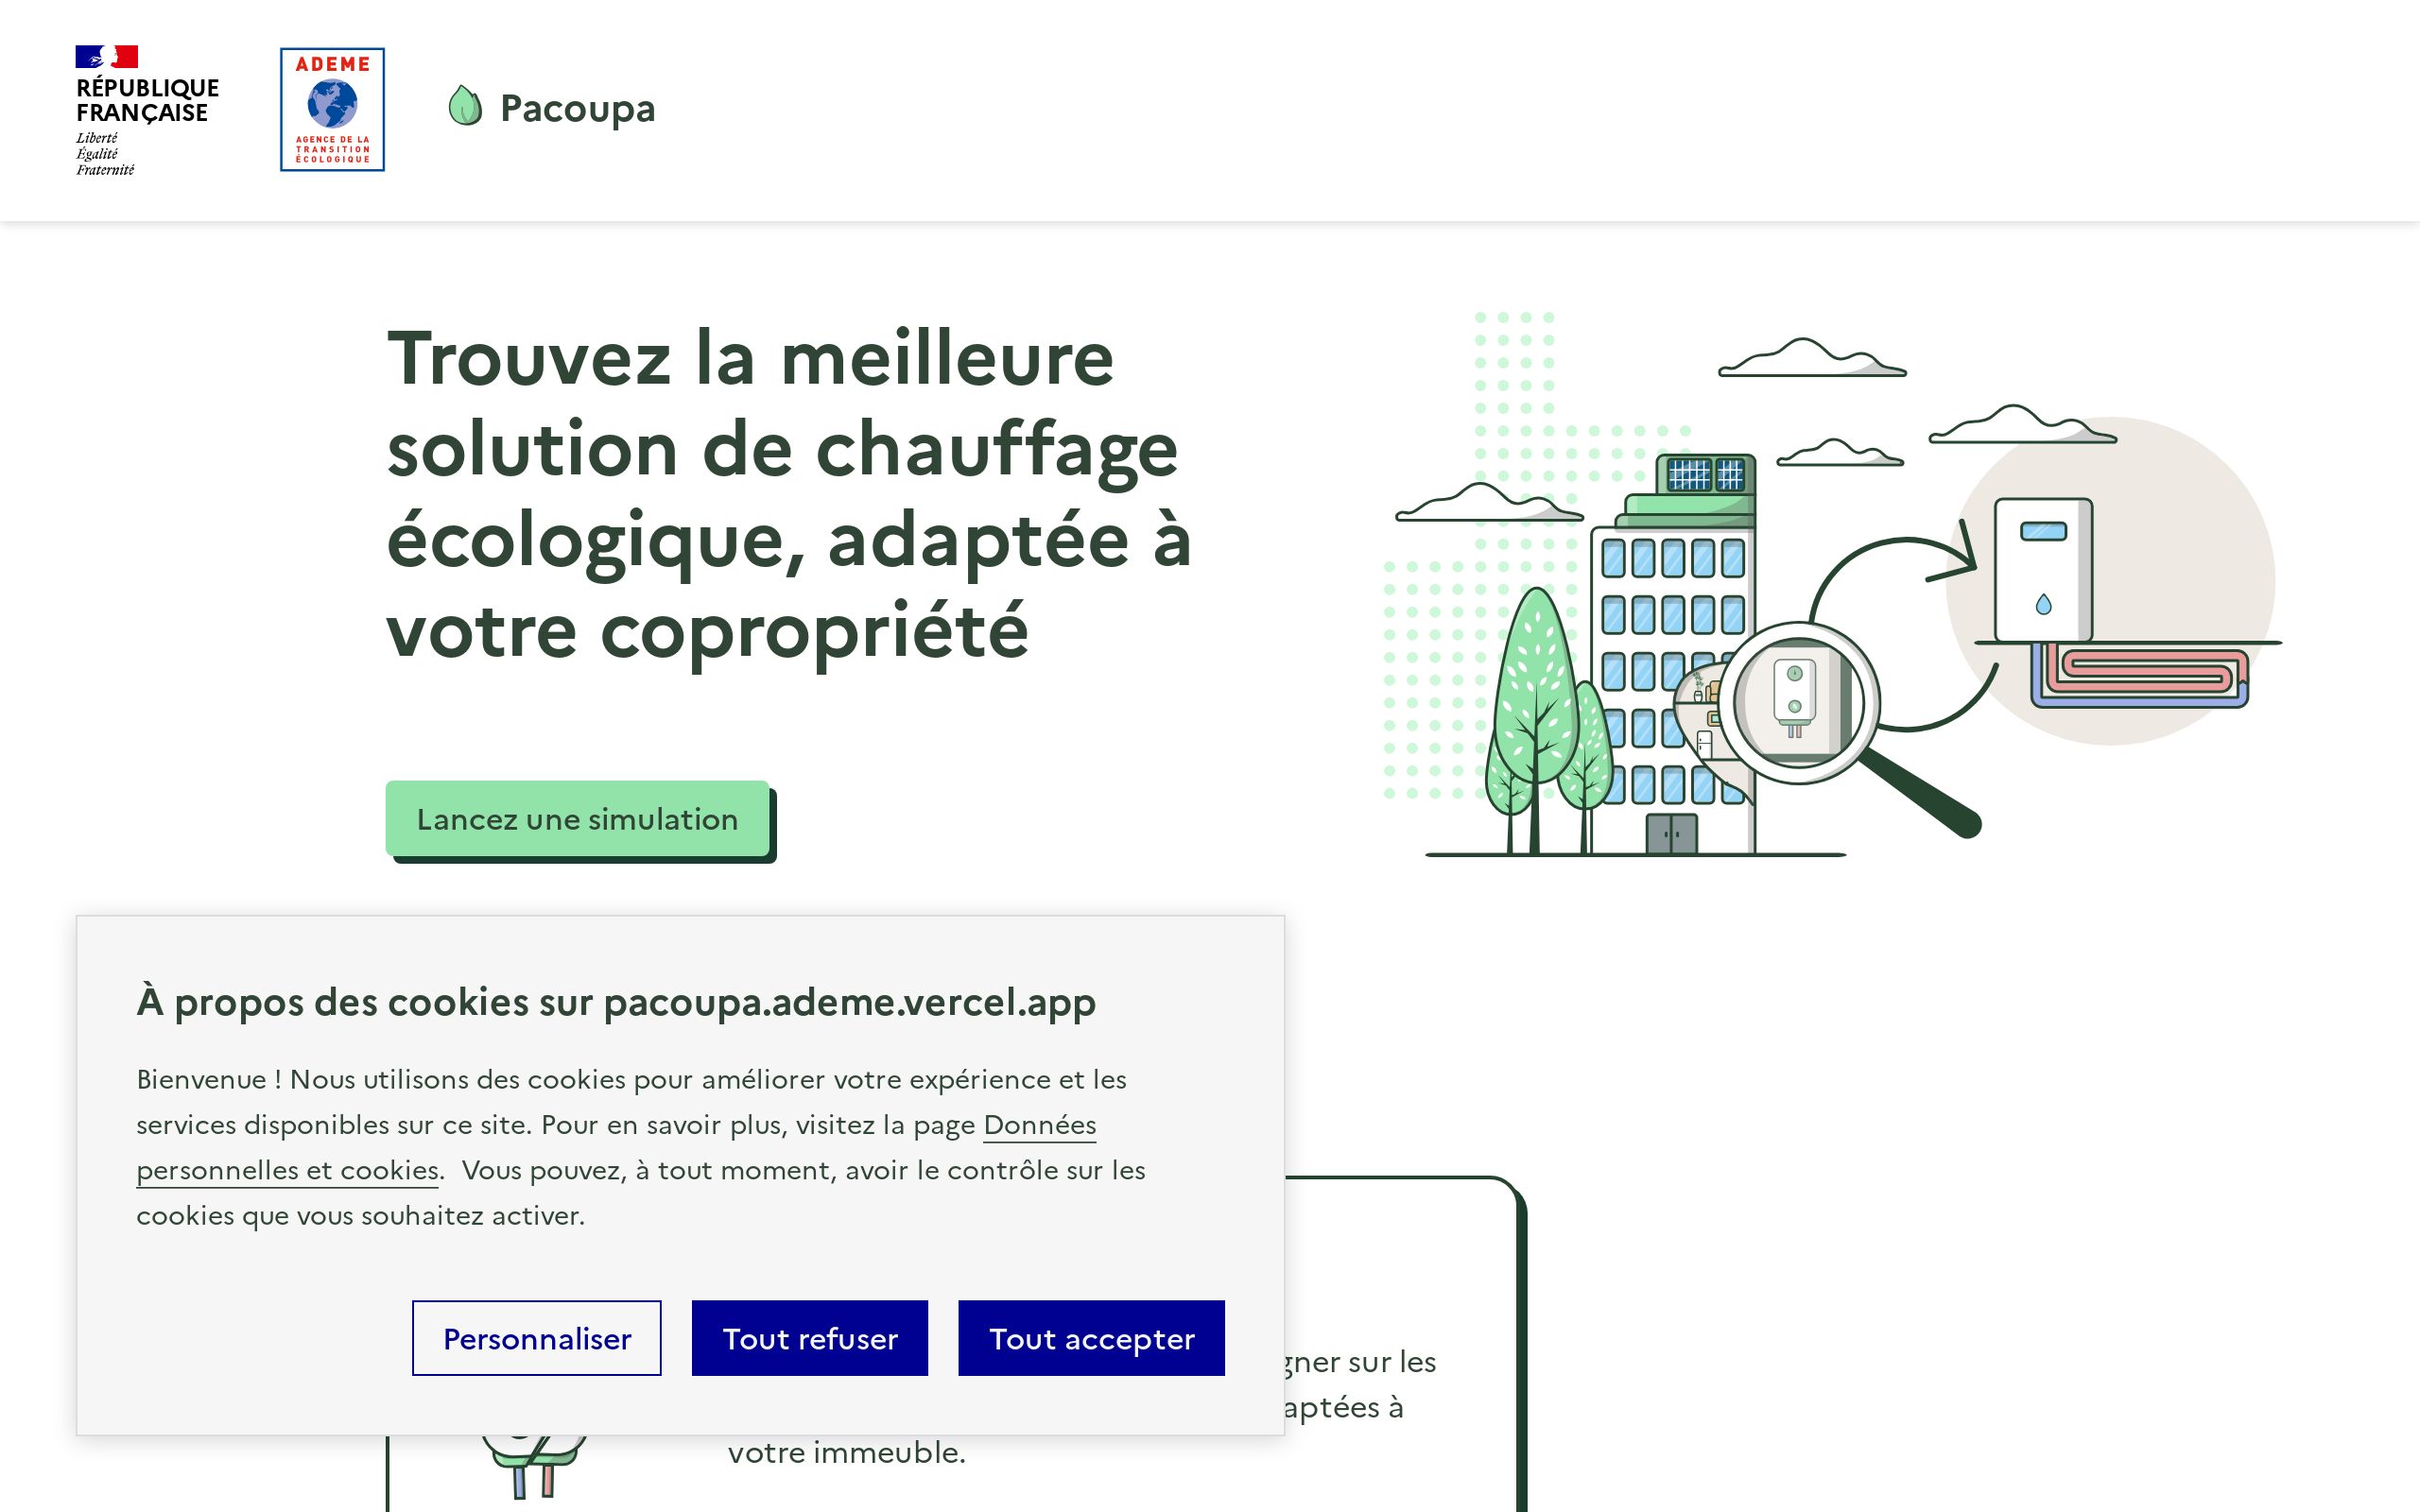 RÉPUBLIQUE
FRANÇAISE
Liberté
Égalité
Fraternité
ADEME
AGENCE DE LA
TRANSITION
ÉCOLOGIQUE
Pacoupa
Trouvez la meilleure
solution de chauffage
écologique, adaptée à
votre copropriété
Lancez une simulation
À propos des cookies sur pacoupa.ademe.vercel.app
Bienvenue ! Nous utilisons des cookies pour améliorer votre expérience et les
services disponibles sur ce site. Pour en savoir plus, visitez la page Données
personnelles et cookies.  Vous pouvez, à tout moment, avoir le contrôle sur les
cookies que vous souhaitez activer.
Personnaliser
Tout refuser
Tout accepter
sur les
à
votre immeuble.